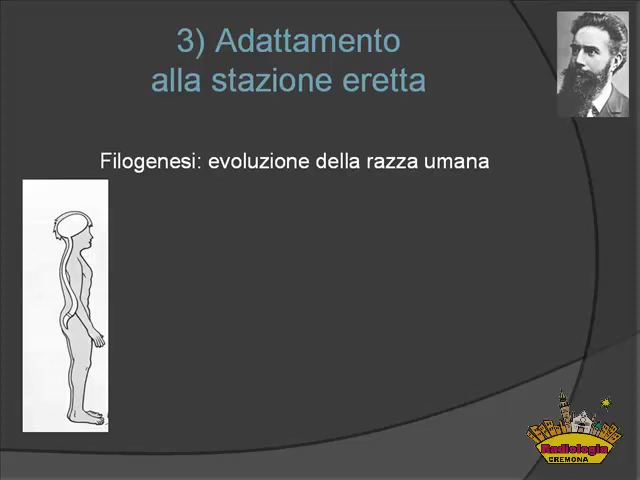 3) Adattamento
alla stazione eretta
Filogenesi: evoluzione della razza umana
Radiologia
CREMONA